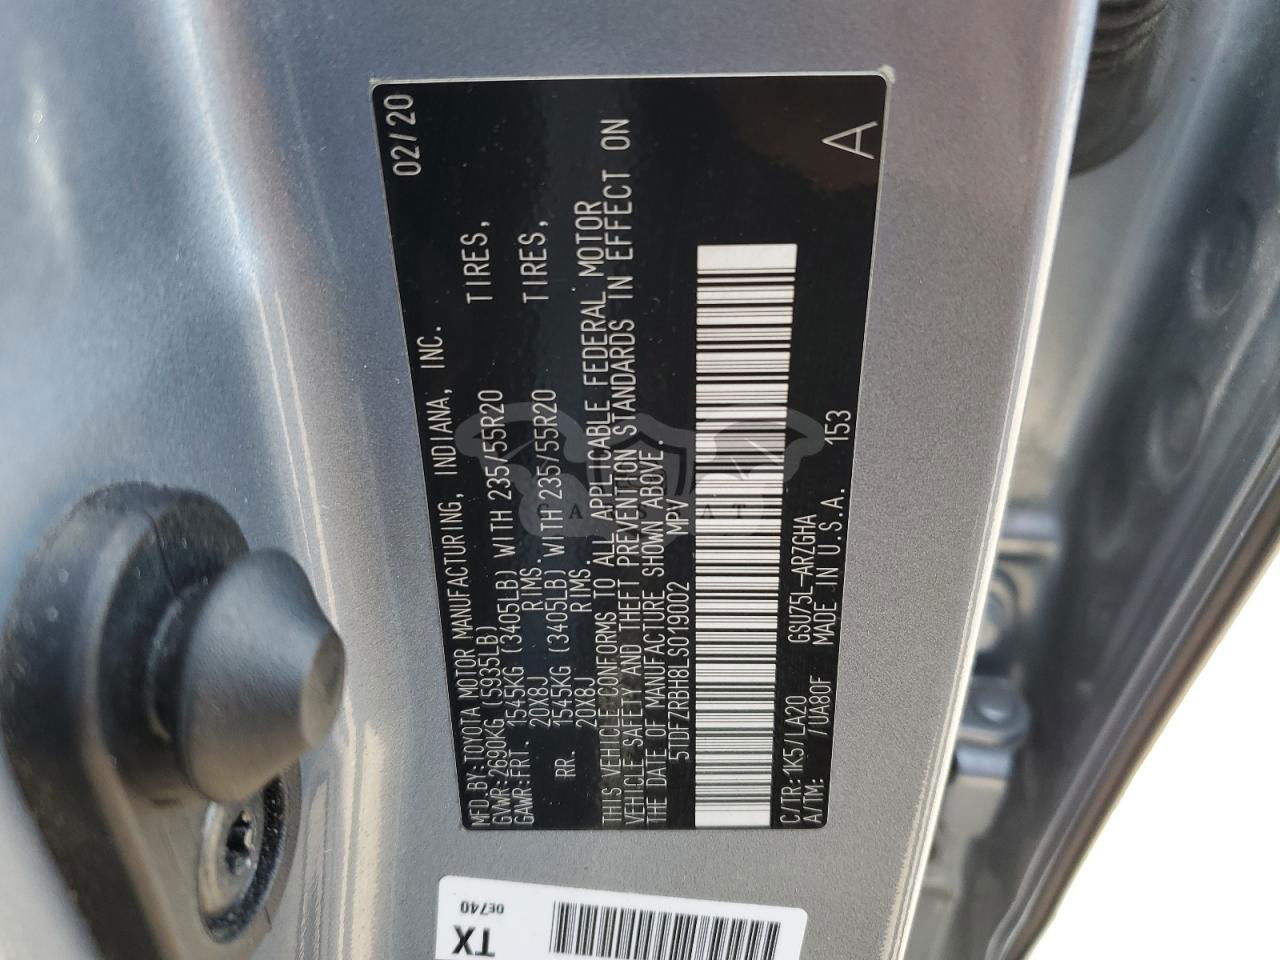 MFD.BY:TOYOTA MOTOR MANUFACTURING, INDIANA, INC. 02/20
GVWR:2690KG (5935LB)
GAWR:FRT. 1545KG (3405LB) WITH 235/55R20 TIRES,
20X8J RIMS.
RR. 1545KG (3405LB) WITH 235/55R20 TIRES,
20X8J RIMS.
THIS VEHICLE CONFORMS TO ALL APPLICABLE FEDERAL MOTOR
VEHICLE SAFETY AND THEFT PREVENTION STANDARDS IN EFFECT ON
THE DATE OF MANUFACTURE SHOWN ABOVE.
5TDFZRBH8LS019002 MPV
A
C/TR:1K5/LA20 GSU75L-ARZGHA
A/TM: /UA80F MADE IN U.S.A. 153
TX
0E740